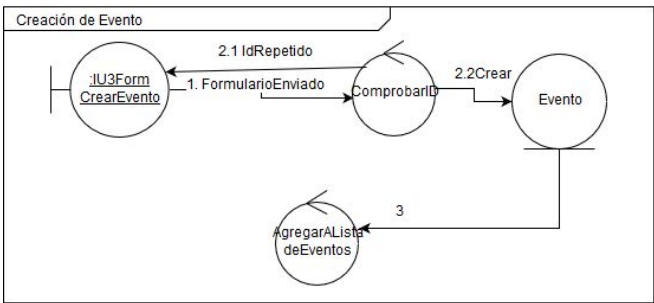 Creación de Evento
2.1 IdRepetido
:IU3Form
CrearEvento
1. FormularioEnviado
ComprobarID
2.2Crear
Evento
3
AgregarALista
deEventos